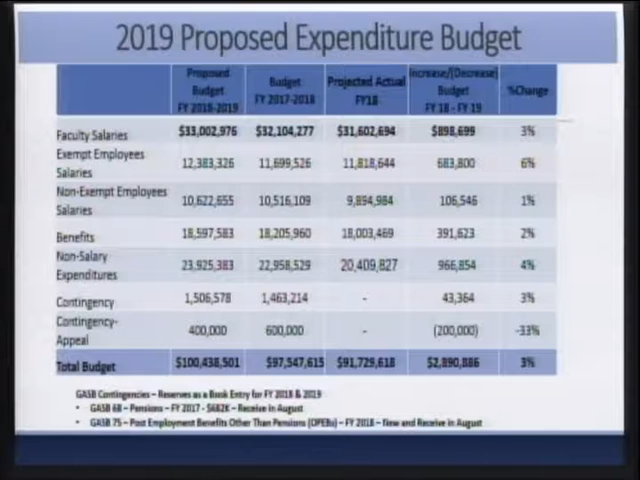 2019 Proposed Expenditure Budget
Proposed Budget FY 2018-2019 Budget FY 2017-2018 Projected Actual FY18 Increase/(Decrease) Budget FY 18 - FY 19 %Change
Faculty Salaries $33,002,976 $32,104,277 $31,602,694 $898,699 3%
Exempt Employees Salaries 12,383,326 11,699,526 11,818,644 683,800 6%
Non-Exempt Employees Salaries 10,622,655 10,516,109 9,894,984 106,546 1%
Benefits 18,597,583 18,205,960 18,003,469 391,623 2%
Non-Salary Expenditures 23,925,383 22,958,529 20,409,827 966,854 4%
Contingency 1,506,578 1,463,214 - 43,364 3%
Contingency-Appeal 400,000 600,000 - (200,000) -33%
Total Budget $100,438,501 $97,547,615 $91,729,618 $2,890,886 3%
GASB Contingencies – Reserves as a Book Entry for FY 2018 & 2019
• GASB 68 – Pensions – FY 2017 - $682K – Receive in August
• GASB 75 – Post Employment Benefits Other Than Pensions (OPEBs) – FY 2018 – New and Receive in August